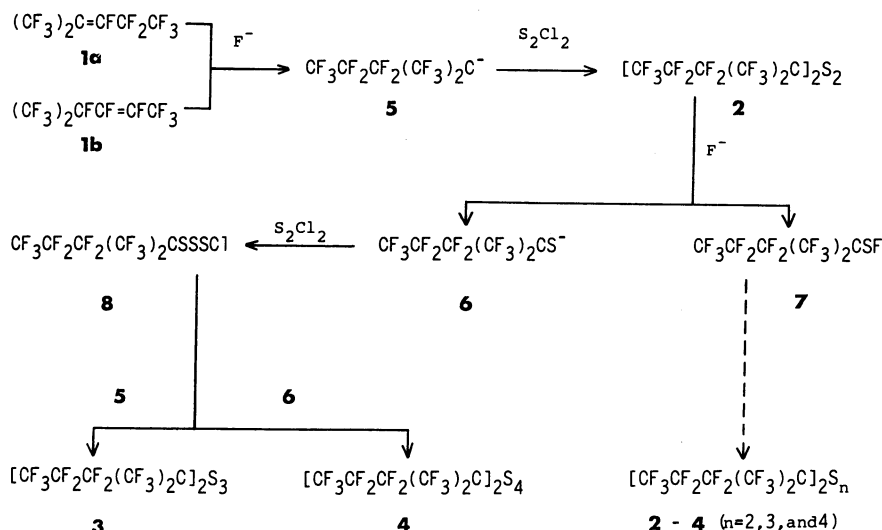 (CF₃)₂C=CFCF₂CF₃
1a
F⁻
(CF₃)₂CFCF=CFCF₃
1b
CF₃CF₂CF₂(CF₃)₂C⁻
5
S₂Cl₂
[CF₃CF₂CF₂(CF₃)₂C]₂S₂
2
F⁻
CF₃CF₂CF₂(CF₃)₂CSSSCl
8
S₂Cl₂
CF₃CF₂CF₂(CF₃)₂CS⁻
6
CF₃CF₂CF₂(CF₃)₂CSF
7
5
6
[CF₃CF₂CF₂(CF₃)₂C]₂S₃
3
[CF₃CF₂CF₂(CF₃)₂C]₂S₄
4
[CF₃CF₂CF₂(CF₃)₂C]₂Sₙ
2 - 4 (n=2,3,and4)